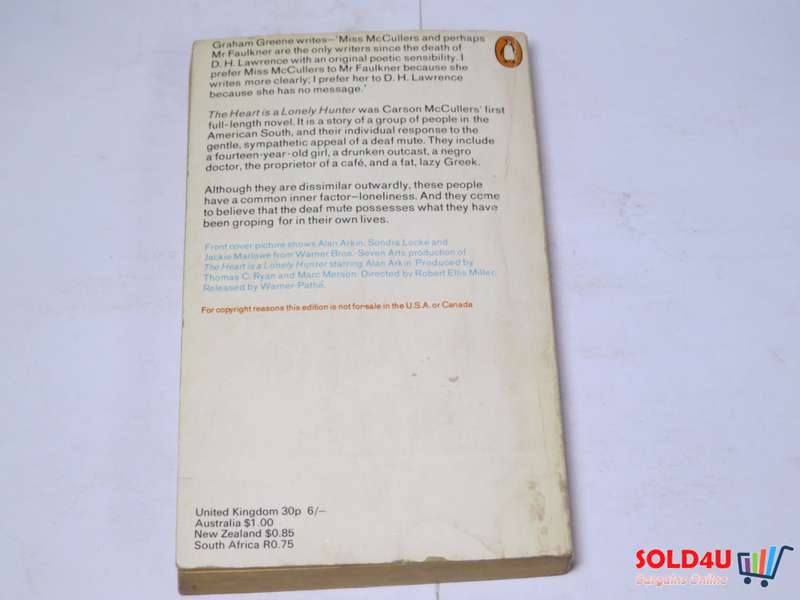 Graham Greene writes–'Miss McCullers and perhaps
Mr Faulkner are the only writers since the death of
D. H. Lawrence with an original poetic sensibility. I
prefer Miss McCullers to Mr Faulkner because she
writes more clearly; I prefer her to D. H. Lawrence
because she has no message.'
The Heart is a Lonely Hunter was Carson McCullers' first
full-length novel. It is a story of a group of people in the
American South, and their individual response to the
gentle, sympathetic appeal of a deaf mute. They include
a fourteen-year-old girl, a drunken outcast, a negro
doctor, the proprietor of a café, and a fat, lazy Greek.
Although they are dissimilar outwardly, these people
have a common inner factor–loneliness. And they come
to believe that the deaf mute possesses what they have
been groping for in their own lives.
Front cover picture shows Alan Arkin, Sondra Locke and
Jackie Marlowe from Warner Bros.-Seven Arts production of
The Heart is a Lonely Hunter starring Alan Arkin. Produced by
Thomas C. Ryan and Marc Merson. Directed by Robert Ellis Miller.
Released by Warner-Pathé.
For copyright reasons this edition is not for sale in the U.S.A. or Canada
United Kingdom 30p 6/–
Australia $1.00
New Zealand $0.85
South Africa R0.75
SOLD4U
Bargains Online